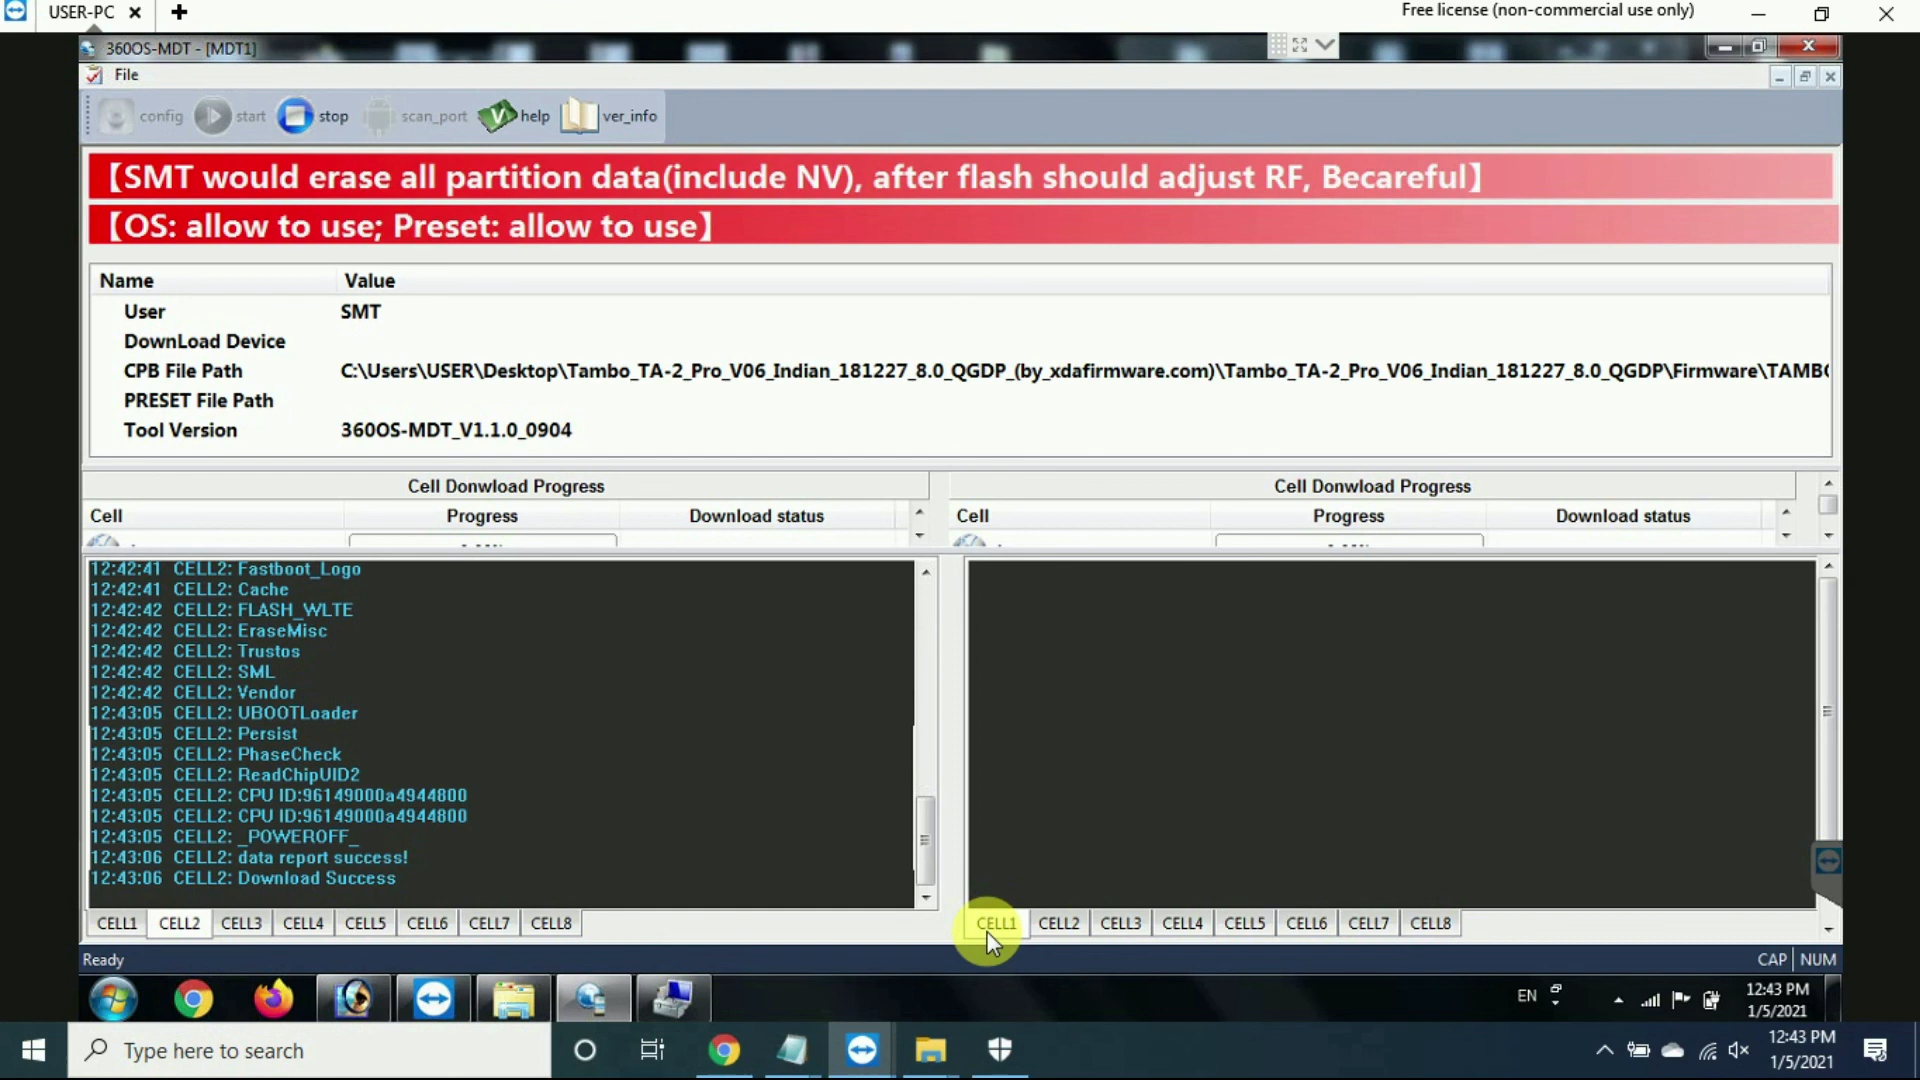 USER-PC
Free license (non-commercial use only)
360OS-MDT - [MDT1]
File
config start stop scan_port help ver_info
【SMT would erase all partition data(include NV), after flash should adjust RF, Becareful】
【OS: allow to use; Preset: allow to use】
Name Value
User SMT
DownLoad Device
CPB File Path C:\Users\USER\Desktop\Tambo_TA-2_Pro_V06_Indian_181227_8.0_QGDP_(by_xdafirmware.com)\Tambo_TA-2_Pro_V06_Indian_181227_8.0_QGDP\Firmware\TAMBO
PRESET File Path
Tool Version 360OS-MDT_V1.1.0_0904
Cell Donwload Progress Cell Donwload Progress
Cell Progress Download status Cell Progress Download status
12:42:41 CELL2: Fastboot_Logo
12:42:41 CELL2: Cache
12:42:42 CELL2: FLASH_WLTE
12:42:42 CELL2: EraseMisc
12:42:42 CELL2: Trustos
12:42:42 CELL2: SML
12:42:42 CELL2: Vendor
12:43:05 CELL2: UBOOTLoader
12:43:05 CELL2: Persist
12:43:05 CELL2: PhaseCheck
12:43:05 CELL2: ReadChipUID2
12:43:05 CELL2: CPU ID:96149000a4944800
12:43:05 CELL2: CPU ID:96149000a4944800
12:43:05 CELL2: _POWEROFF_
12:43:06 CELL2: data report success!
12:43:06 CELL2: Download Success
CELL1 CELL2 CELL3 CELL4 CELL5 CELL6 CELL7 CELL8 CELL1 CELL2 CELL3 CELL4 CELL5 CELL6 CELL7 CELL8
Ready CAP NUM
EN 12:43 PM
1/5/2021
Type here to search 12:43 PM
1/5/2021